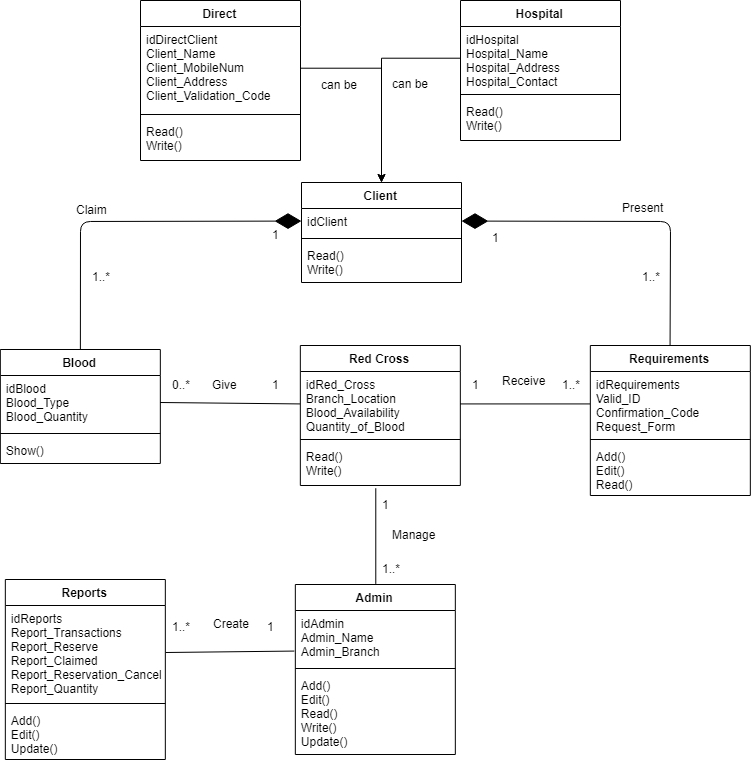 Direct
idDirectClient
Client_Name
Client_MobileNum
Client_Address
Client_Validation_Code
Read()
Write()
Hospital
idHospital
Hospital_Name
Hospital_Address
Hospital_Contact
Read()
Write()
can be
can be
Client
idClient
Read()
Write()
Claim
1
1..*
Present
1
1..*
Blood
idBlood
Blood_Type
Blood_Quantity
Show()
0..*
Give
1
Red Cross
idRed_Cross
Branch_Location
Blood_Availability
Quantity_of_Blood
Read()
Write()
1
Receive
1..*
Requirements
idRequirements
Valid_ID
Confirmation_Code
Request_Form
Add()
Edit()
Read()
1
Manage
1..*
Reports
idReports
Report_Transactions
Report_Reserve
Report_Claimed
Report_Reservation_Cancel
Report_Quantity
Add()
Edit()
Update()
1..*
Create
1
Admin
idAdmin
Admin_Name
Admin_Branch
Add()
Edit()
Read()
Write()
Update()